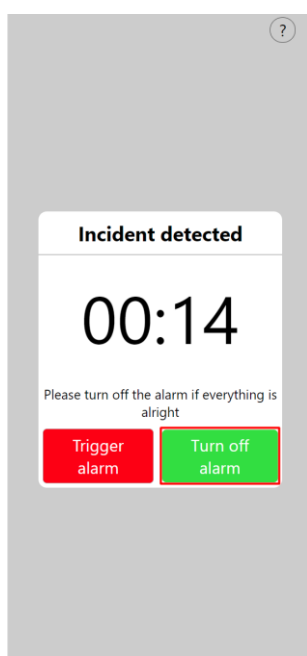 ?
Incident detected
00:14
Please turn off the alarm if everything is
alright
Trigger
alarm
Turn off
alarm